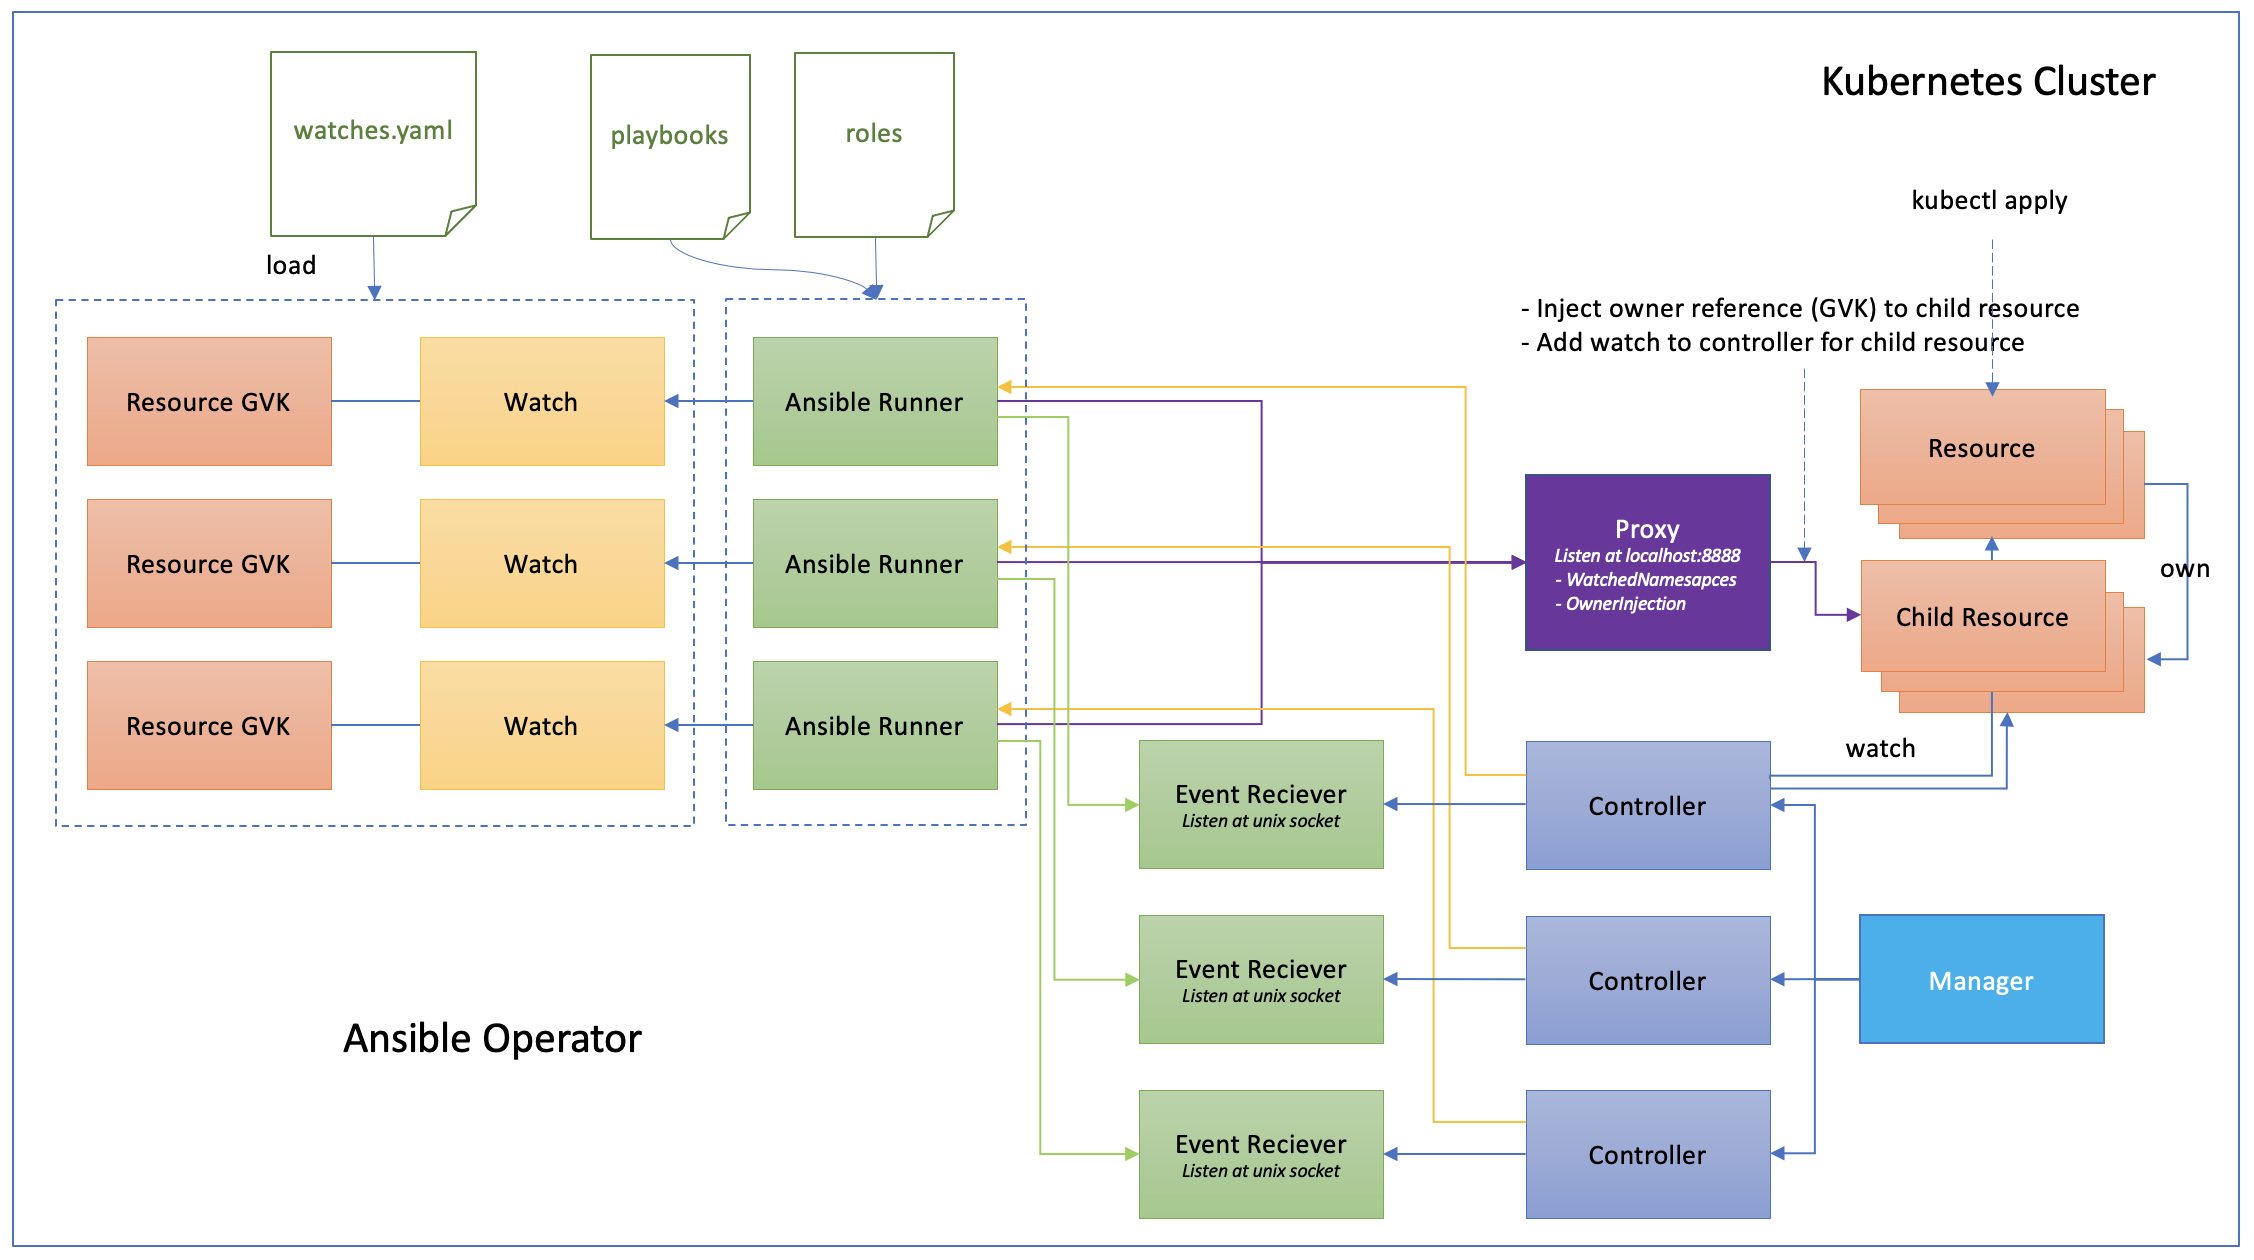 Kubernetes Cluster
watches.yaml
playbooks
roles
kubectl apply
load
- Inject owner reference (GVK) to child resource
- Add watch to controller for child resource
Resource GVK
Watch
Ansible Runner
Resource
Resource GVK
Watch
Ansible Runner
Proxy
Listen at localhost:8888
- WatchedNamesapces
- OwnerInjection
own
Child Resource
Resource GVK
Watch
Ansible Runner
watch
Event Reciever
Listen at unix socket
Controller
Event Reciever
Listen at unix socket
Controller
Manager
Ansible Operator
Event Reciever
Listen at unix socket
Controller